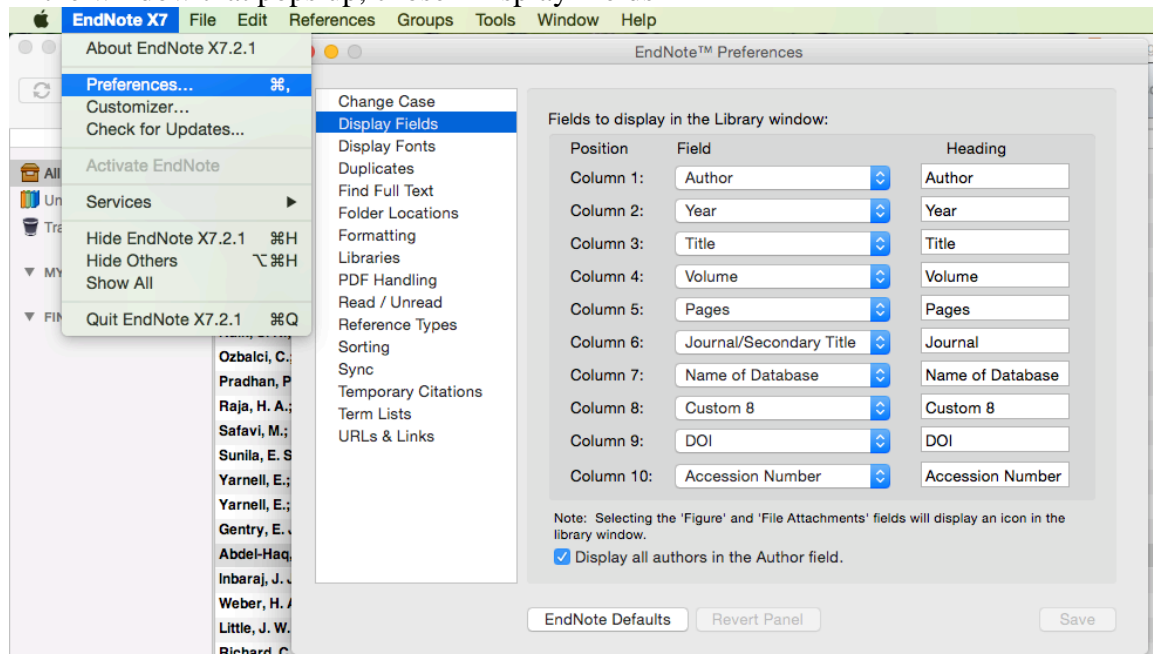 EndNote X7 File Edit References Groups Tools Window Help
About EndNote X7.2.1
Preferences... ⌘,
Customizer...
Check for Updates...
Activate EndNote
Services ▶
Hide EndNote X7.2.1 ⌘H
Hide Others ⌥⌘H
Show All
Quit EndNote X7.2.1 ⌘Q
All
Un
Tra
MY
FIN
Ozbalci, C.;
Pradhan, P
Raja, H. A.;
Safavi, M.;
Sunila, E. S
Yarnell, E.;
Yarnell, E.;
Gentry, E.
Abdel-Haq,
Inbaraj, J.
Weber, H. A
Little, J. W.
Richard, C
EndNote™ Preferences
Change Case
Display Fields
Display Fonts
Duplicates
Find Full Text
Folder Locations
Formatting
Libraries
PDF Handling
Read / Unread
Reference Types
Sorting
Sync
Temporary Citations
Term Lists
URLs & Links
Fields to display in the Library window:
Position Field Heading
Column 1: Author Author
Column 2: Year Year
Column 3: Title Title
Column 4: Volume Volume
Column 5: Pages Pages
Column 6: Journal/Secondary Title Journal
Column 7: Name of Database Name of Database
Column 8: Custom 8 Custom 8
Column 9: DOI DOI
Column 10: Accession Number Accession Number
Note: Selecting the 'Figure' and 'File Attachments' fields will display an icon in the
library window.
Display all authors in the Author field.
EndNote Defaults Revert Panel Save